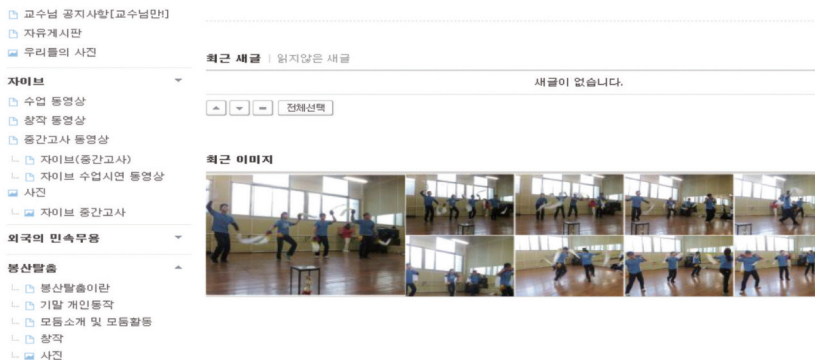 교수님 공지사항[교수님만!]
자유게시판
우리들의 사진
자이브
수업 동영상
창작 동영상
중간고사 동영상
자이브(중간고사)
자이브 수업시연 동영상
사진
자이브 중간고사
외국의 민속무용
봉산탈춤
봉산탈춤이란
기말 개인동작
모둠소개 및 모둠활동
창작
사진
최근 새글 | 읽지않은 새글
새글이 없습니다.
전체선택
최근 이미지